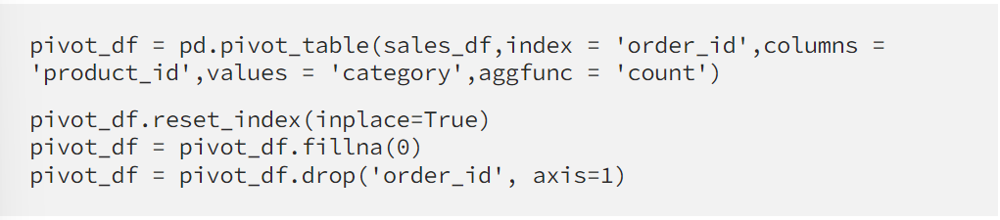 pivot_df = pd.pivot_table(sales_df,index = 'order_id',columns =
'product_id',values = 'category',aggfunc = 'count')
pivot_df.reset_index(inplace=True)
pivot_df = pivot_df.fillna(0)
pivot_df = pivot_df.drop('order_id', axis=1)